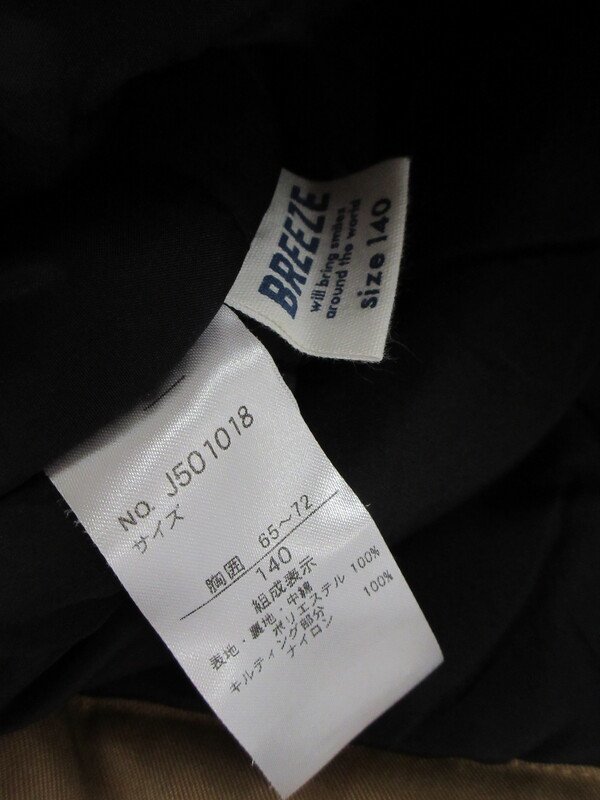 BREEZE
will bring smiles
around the world
size 140
No. J501018
サイズ
胸囲 65～72
140
組成表示
表地・裏地・中綿
ポリエステル 100%
キルティング部分
ナイロン 100%